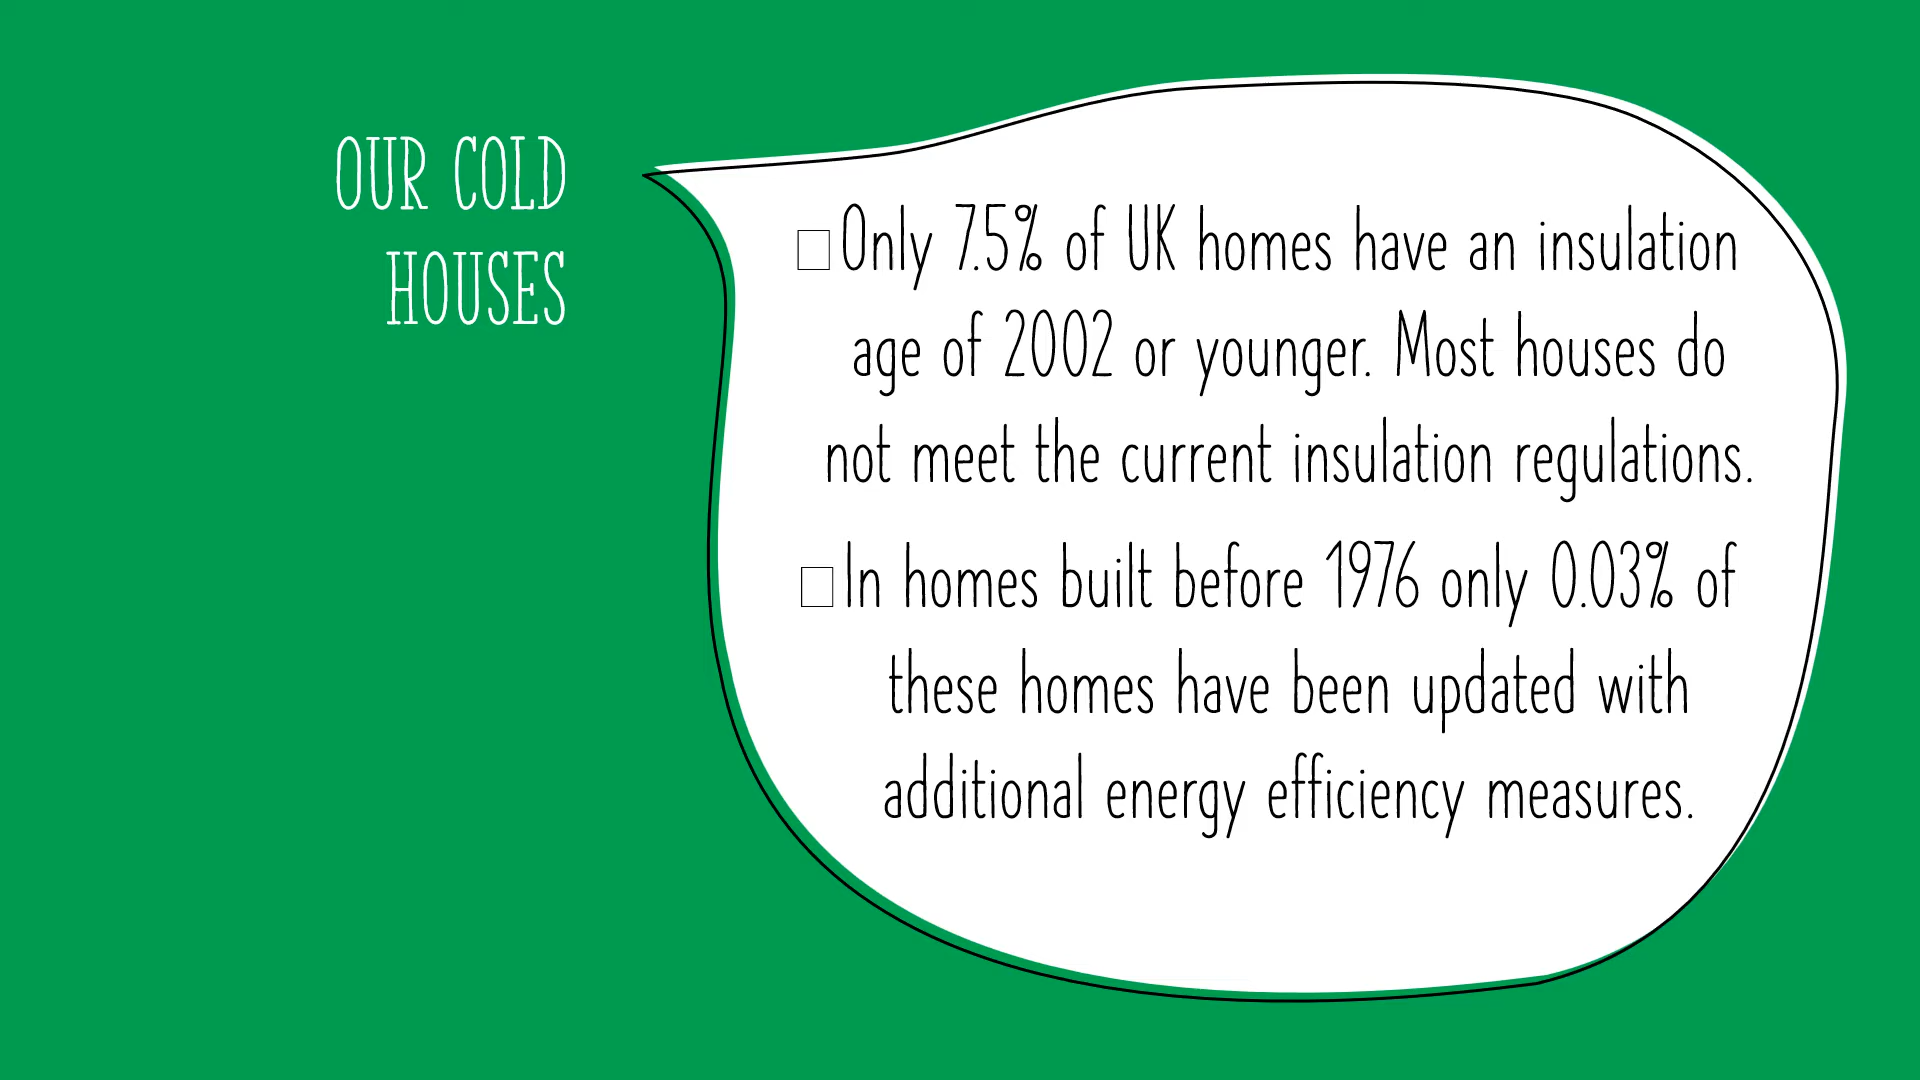 OUR COLD
HOUSES
□Only 7.5% of UK homes have an insulation
age of 2002 or younger. Most houses do
not meet the current insulation regulations.
□In homes built before 1976 only 0.03% of
these homes have been updated with
additional energy efficiency measures.